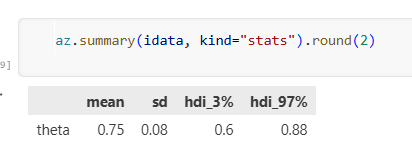 az.summary(idata, kind="stats").round(2)
9]
mean sd hdi_3% hdi_97%
theta 0.75 0.08 0.6 0.88